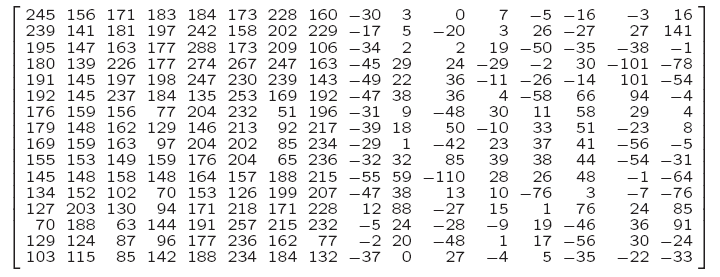 245 156 171 183 184 173 228 160 −30 3 0 7 −5 −16 −3 16
239 141 181 197 242 158 202 229 −17 5 −20 3 26 −27 27 141
195 147 163 177 288 173 209 106 −34 2 2 19 −50 −35 −38 −1
180 139 226 177 274 267 247 163 −45 29 24 −29 −2 30 −101 −78
191 145 197 198 247 230 239 143 −49 22 36 −11 −26 −14 101 −54
192 145 237 184 135 253 169 192 −47 38 36 4 −58 66 94 −4
176 159 156 77 204 232 51 196 −31 9 −48 30 11 58 29 4
179 148 162 129 146 213 92 217 −39 18 50 −10 33 51 −23 8
169 159 163 97 204 202 85 234 −29 1 −42 23 37 41 −56 −5
155 153 149 159 176 204 65 236 −32 32 85 39 38 44 −54 −31
145 148 158 148 164 157 188 215 −55 59 −110 28 26 48 −1 −64
134 152 102 70 153 126 199 207 −47 38 13 10 −76 3 −7 −76
127 203 130 94 171 218 171 228 12 88 −27 15 1 76 24 85
70 188 63 144 191 257 215 232 −5 24 −28 −9 19 −46 36 91
129 124 87 96 177 236 162 77 −2 20 −48 1 17 −56 30 −24
103 115 85 142 188 234 184 132 −37 0 27 −4 5 −35 −22 −33